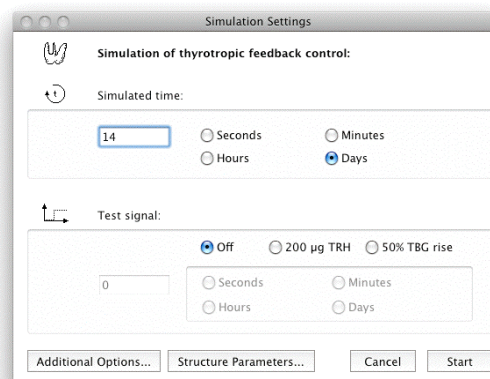 Simulation Settings
Simulation of thyrotropic feedback control:
t
Simulated time:
14
Seconds
Minutes
Hours
Days
Test signal:
Off
200 µg TRH
50% TBG rise
0
Seconds
Minutes
Hours
Days
Additional Options...
Structure Parameters...
Cancel
Start